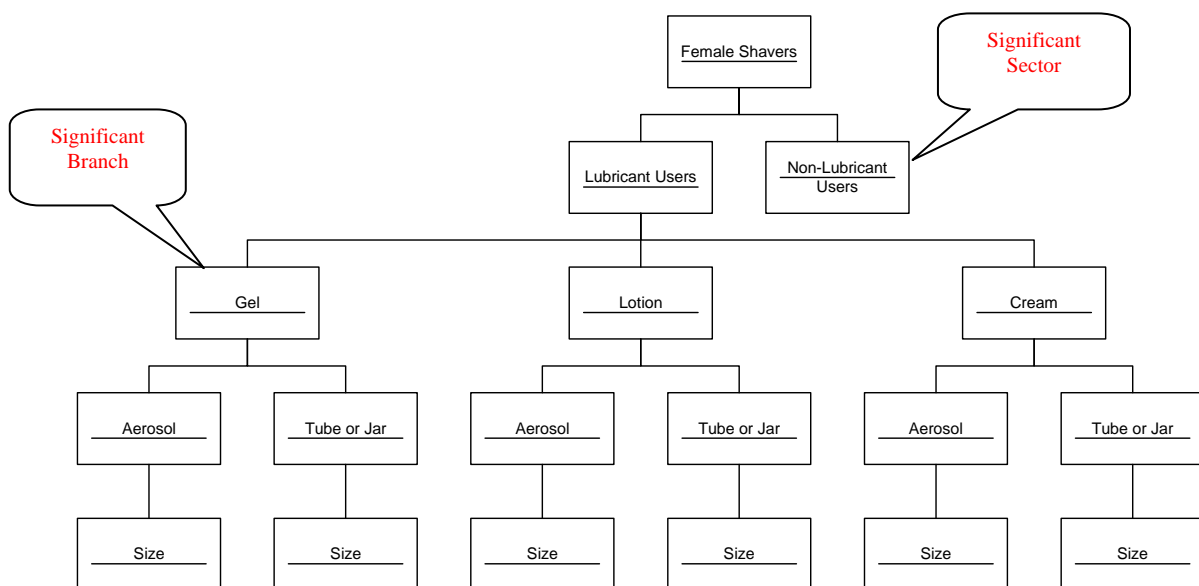 Female Shavers
Significant
Sector
Significant
Branch
Lubricant Users
Non-Lubricant
Users
Gel
Lotion
Cream
Aerosol
Tube or Jar
Aerosol
Tube or Jar
Aerosol
Tube or Jar
Size
Size
Size
Size
Size
Size